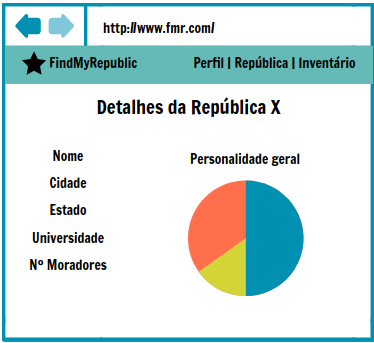 http://www.fmr.com/
FindMyRepublic
Perfil | República | Inventário
Detalhes da República X
Nome
Cidade
Estado
Universidade
Nº Moradores
Personalidade geral